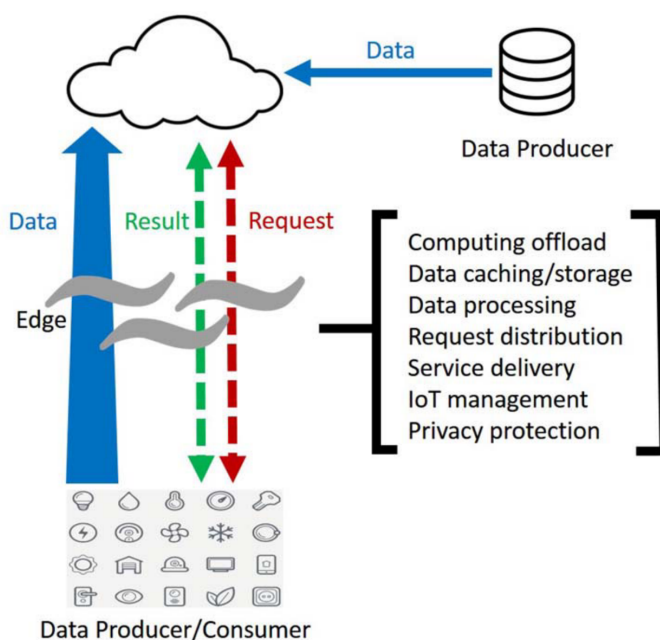 Data
Data Producer
Data
Result
Request
Edge
Computing offload
Data caching/storage
Data processing
Request distribution
Service delivery
IoT management
Privacy protection
Data Producer/Consumer